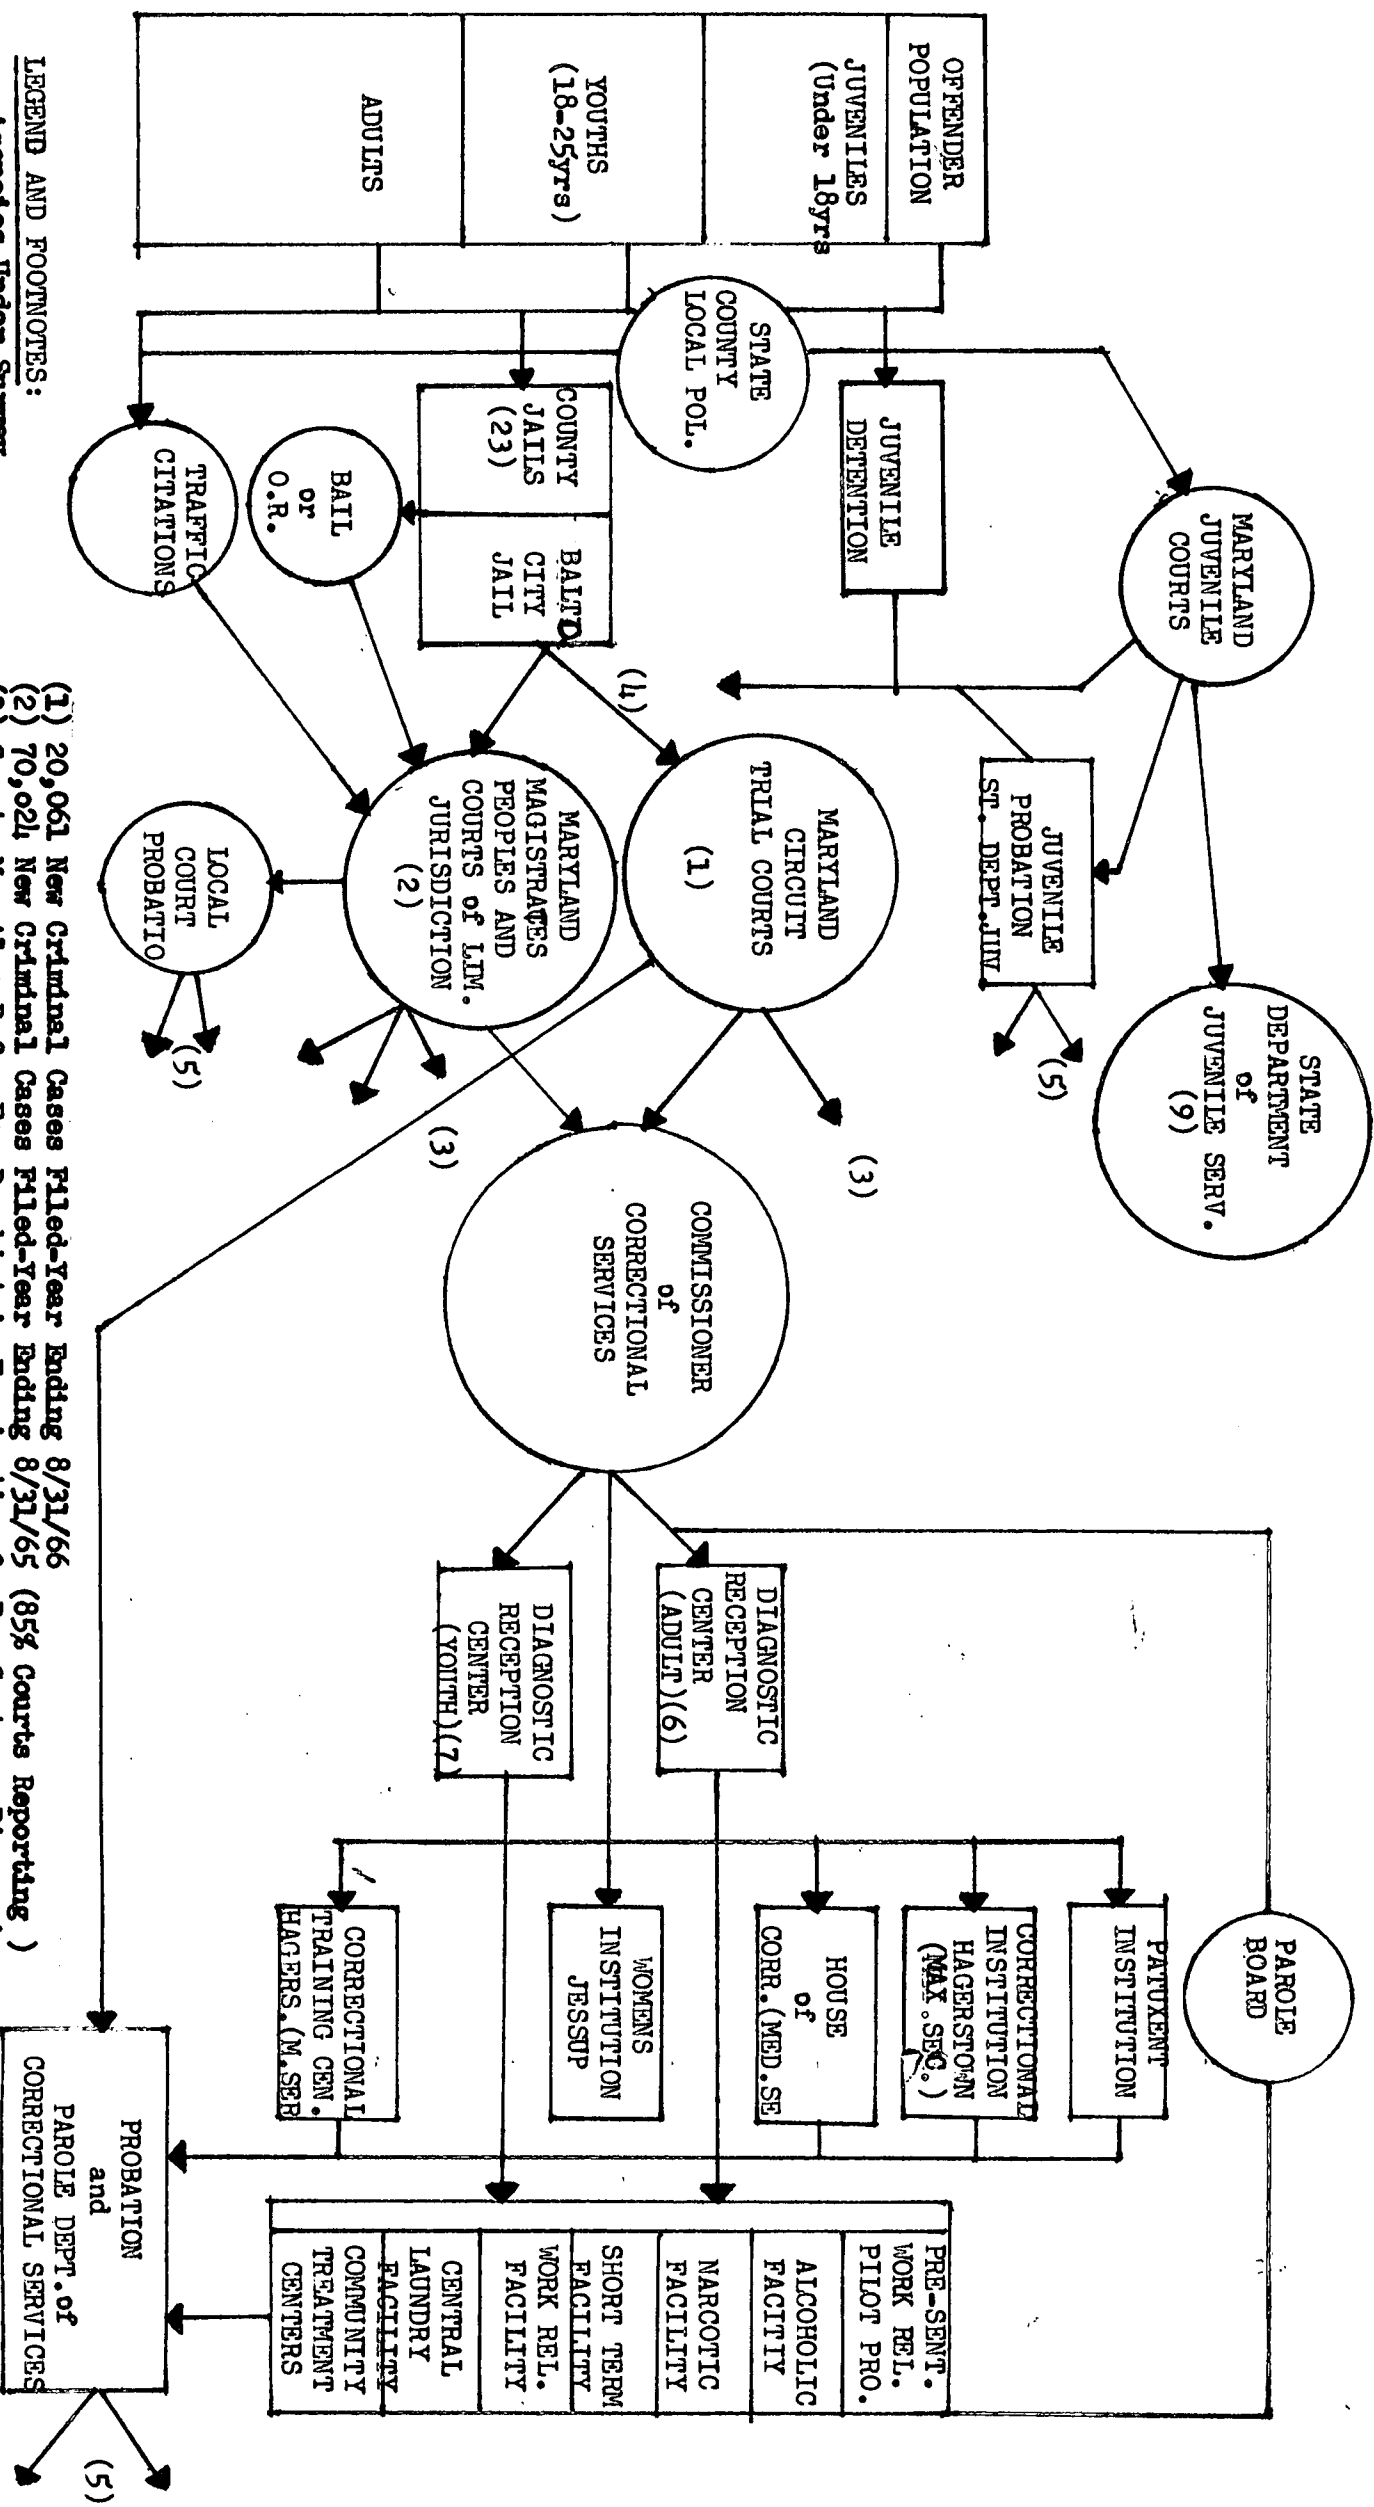 OFFENDER
POPULATION
JUVENILES
(Under 18yrs
YOUTHS
(18-25yrs)
ADULTS
STATE
COUNTY
LOCAL POL.
MARYLAND
JUVENILE
COURTS
JUVENILE
DETENTION
COUNTY
JAILS
(23)
BALTO
CITY
JAIL
BAIL
or
O.R.
TRAFFIC
CITATIONS
(4)
STATE
DEPARTMENT
of
JUVENILE SERV.
(9)
JUVENILE
PROBATION
ST. DEPT.JUV
(5)
MARYLAND
CIRCUIT
TRIAL COURTS
(1)
(3)
MARYLAND
MAGISTRATES
PEOPLES AND
COURTS of LIM.
JURISDICTION
(2)
(3)
LOCAL
COURT
PROBATIO
(5)
COMMISSIONER
of
CORRECTIONAL
SERVICES
DIAGNOSTIC
RECEPTION
CENTER
(ADULT)(6)
DIAGNOSTIC
RECEPTION
CENTER
(YOUTH)(7)
PAROLE
BOARD
PATUXENT
INSTITUTION
CORRECTIONAL
INSTITUTION
HAGERSTOWN
(MAX.SEC.)
HOUSE
of
CORR.(MED.SE
WOMENS
INSTITUTION
JESSUP
CORRECTIONAL
TRAINING CEN.
HAGERS.(M.SER
PRE-SENT.
WORK REL.
PILOT PRO.
ALCOHOLIC
FACITIY
NARCOTIC
FACILITY
SHORT TERM
FACILITY
WORK REL.
FACILITY
CENTRAL
LAUNDRY
FACILITY
COMMUNITY
TREATMENT
CENTERS
PROBATION
and
PAROLE DEPT.of
CORRECTIONAL SERVICES
(5)
LEGEND AND FOOTNOTES:
(1) 20,061 New Criminal Cases Filed-Year Ending 8/31/66
(2) 70,024 New Criminal Cases Filed-Year Ending 8/31/65 (85% Courts Reporting)